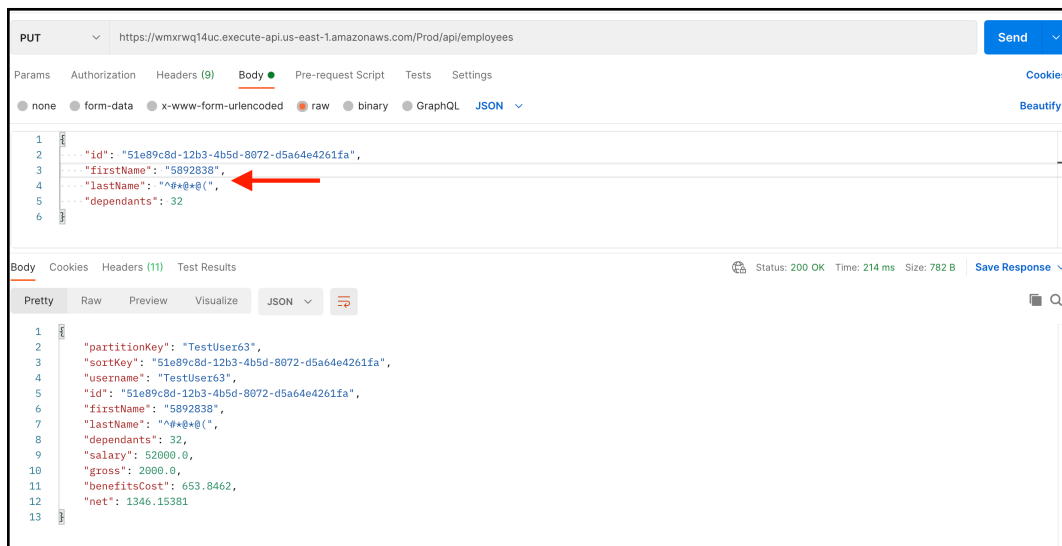 PUT https://wmxrwq14uc.execute-api.us-east-1.amazonaws.com/Prod/api/employees Send
Params Authorization Headers (9) Body Pre-request Script Tests Settings Cookies
none form-data x-www-form-urlencoded raw binary GraphQL JSON Beautify
1 {
2 "id": "51e89c8d-12b3-4b5d-8072-d5a64e4261fa",
3 "firstName": "5892838",
4 "lastName": "^#*@*@(",
5 "dependants": 32
6 }
Body Cookies Headers (11) Test Results Status: 200 OK Time: 214 ms Size: 782 B Save Response
Pretty Raw Preview Visualize JSON
1 {
2 "partitionKey": "TestUser63",
3 "sortKey": "51e89c8d-12b3-4b5d-8072-d5a64e4261fa",
4 "username": "TestUser63",
5 "id": "51e89c8d-12b3-4b5d-8072-d5a64e4261fa",
6 "firstName": "5892838",
7 "lastName": "^#*@*@(",
8 "dependants": 32,
9 "salary": 52000.0,
10 "gross": 2000.0,
11 "benefitsCost": 653.8462,
12 "net": 1346.15381
13 }